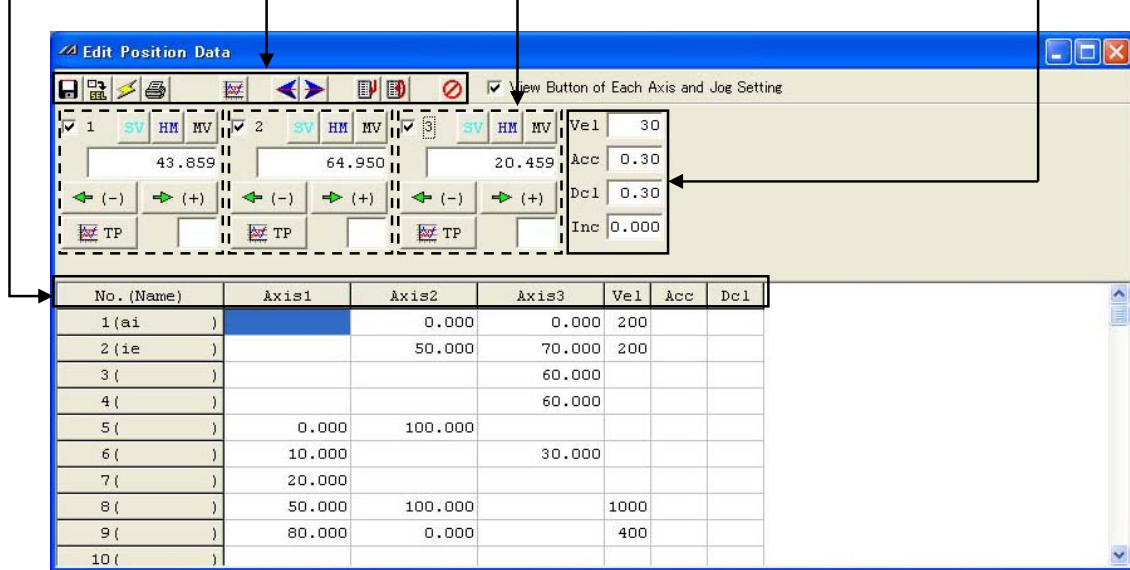 Edit Position Data
View Button of Each Axis and Jog Setting
1 SV HM MV 2 SV HM MV 3 SV HM MV Vel 30
43.859 64.950 20.459 Acc 0.30
(-) (+) (-) (+) (-) (+) Dcl 0.30
TP TP TP Inc 0.000
No.(Name) Axis1 Axis2 Axis3 Vel Acc Dcl
1(ai ) 0.000 0.000 200
2(ie ) 50.000 70.000 200
3( ) 60.000
4( ) 60.000
5( ) 0.000 100.000
6( ) 10.000 30.000
7( ) 20.000
8( ) 50.000 100.000 1000
9( ) 80.000 0.000 400
10( )